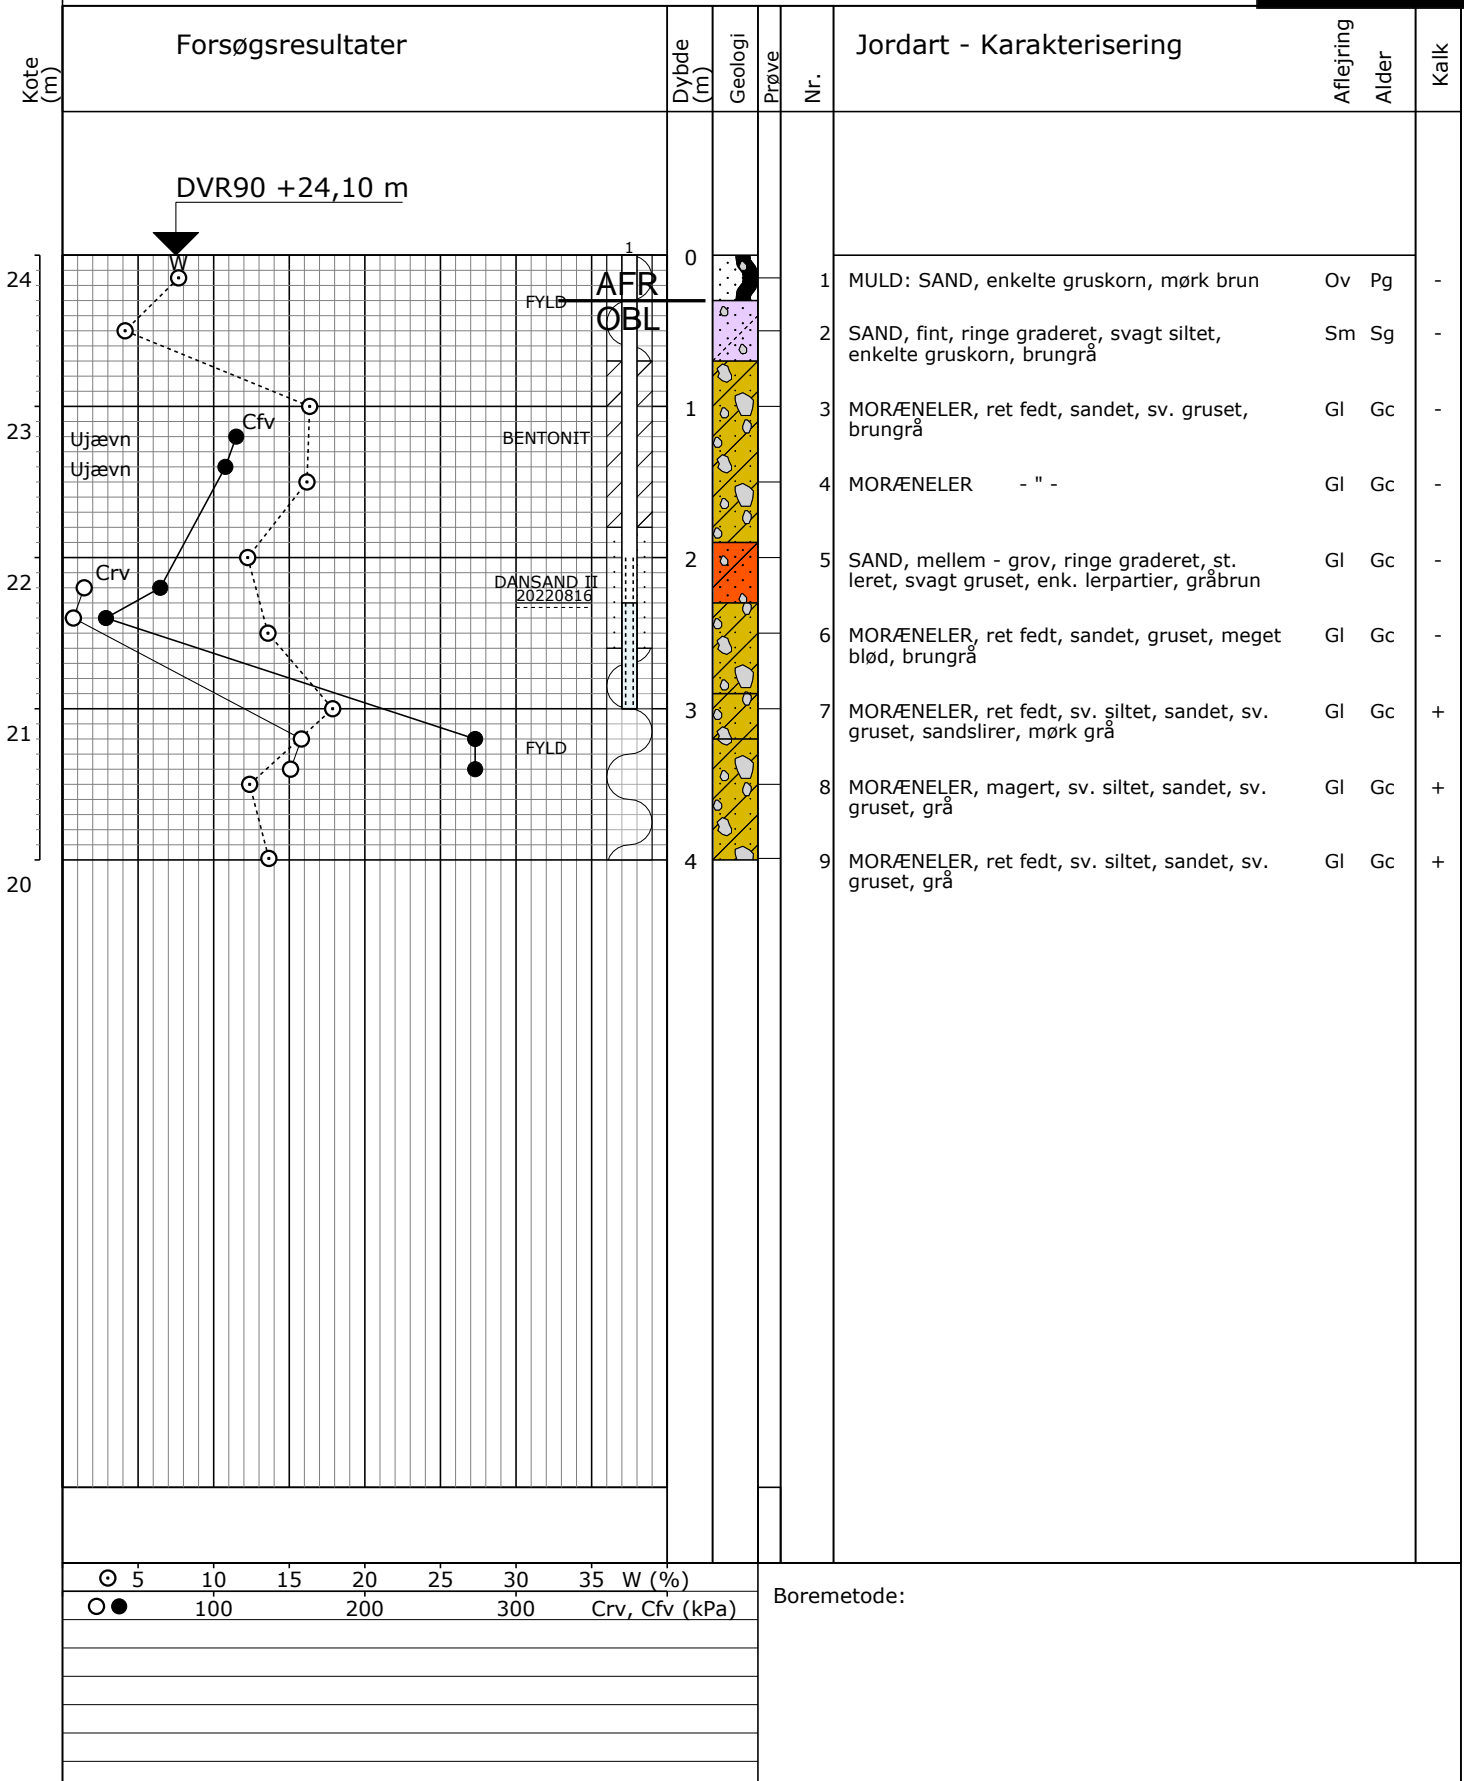 Kote
(m)
Forsøgsresultater
Dybde
(m)
Geologi
Prøve
Nr.
Jordart - Karakterisering
Aflejring
Alder
Kalk
DVR90 +24,10 m
W
1
0
24
AFR
FYLD
OBL
1 MULD: SAND, enkelte gruskorn, mørk brun Ov Pg -
2 SAND, fint, ringe graderet, svagt siltet, Sm Sg -
enkelte gruskorn, brungrå
1
3 MORÆNELER, ret fedt, sandet, sv. gruset, Gl Gc -
brungrå
Cfv
23
Ujævn
BENTONIT
Ujævn
4 MORÆNELER - " - Gl Gc -
2
5 SAND, mellem - grov, ringe graderet, st. Gl Gc -
leret, svagt gruset, enk. lerpartier, gråbrun
Crv
22
DANSAND II
20220816
6 MORÆNELER, ret fedt, sandet, gruset, meget Gl Gc -
blød, brungrå
3
7 MORÆNELER, ret fedt, sv. siltet, sandet, sv. Gl Gc +
gruset, sandslirer, mørk grå
21
FYLD
8 MORÆNELER, magert, sv. siltet, sandet, sv. Gl Gc +
gruset, grå
4
9 MORÆNELER, ret fedt, sv. siltet, sandet, sv. Gl Gc +
gruset, grå
20
5 10 15 20 25 30 35 W (%)
100 200 300 Crv, Cfv (kPa)
Boremetode: